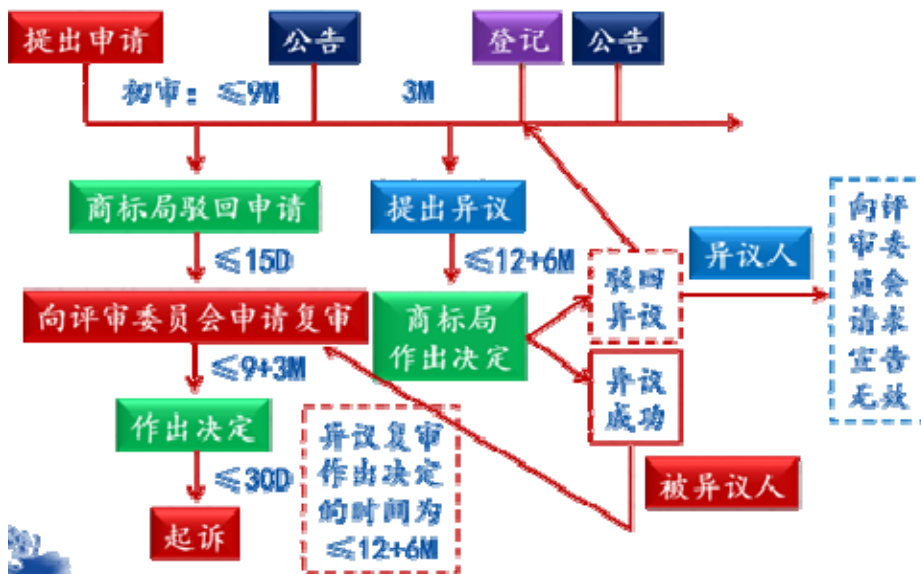 提出申请
公告
登记
公告
初审：≤9M
3M
商标局驳回申请
提出异议
≤15D
≤12+6M
向评审委员会申请复审
商标局
作出决定
驳回
异议
异议人
向评
审委
员会
请求
宣告
无效
≤9+3M
异议
成功
作出决定
异议复审
作出决定
的时间为
≤12+6M
被异议人
≤30D
起诉